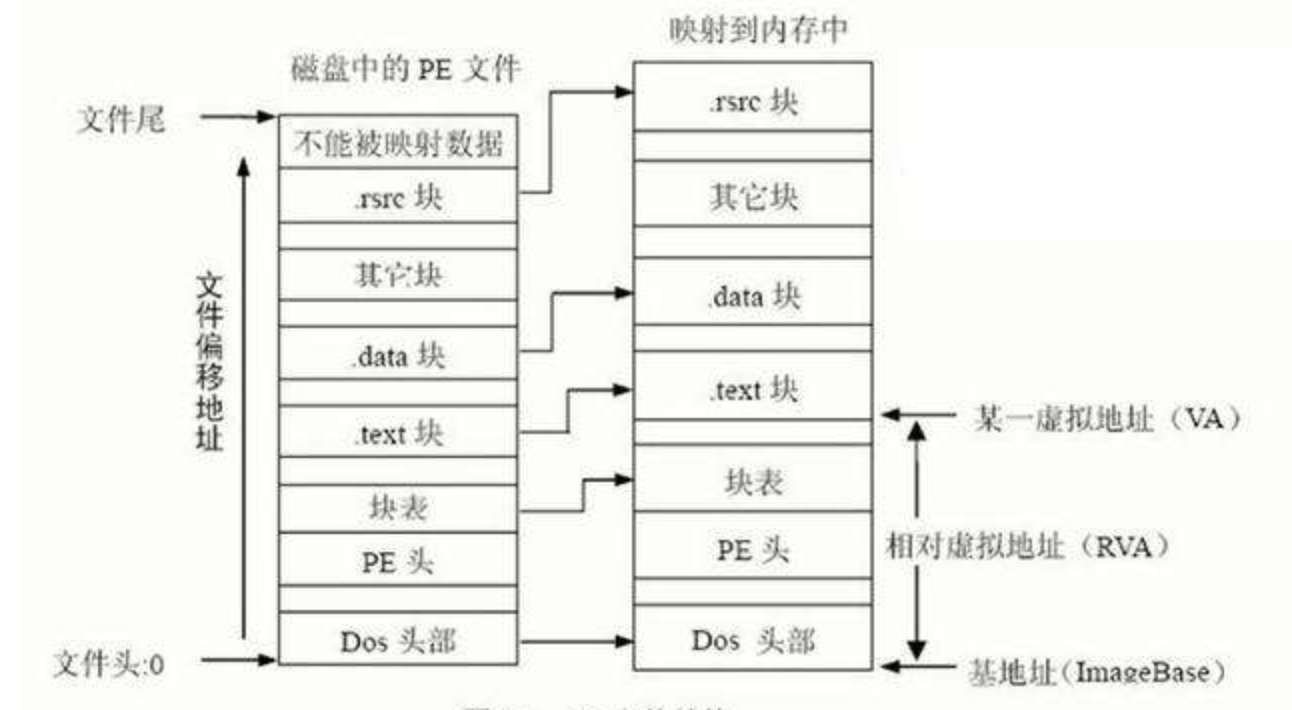 映射到内存中
磁盘中的 PE 文件
文件尾
不能被映射数据
.rsrc 块
其它块
.data 块
.text 块
块表
PE 头
Dos 头部
文件偏移地址
文件头:0
.rsrc 块
其它块
.data 块
.text 块
块表
PE 头
Dos 头部
某一虚拟地址（VA）
相对虚拟地址（RVA）
基地址(ImageBase)